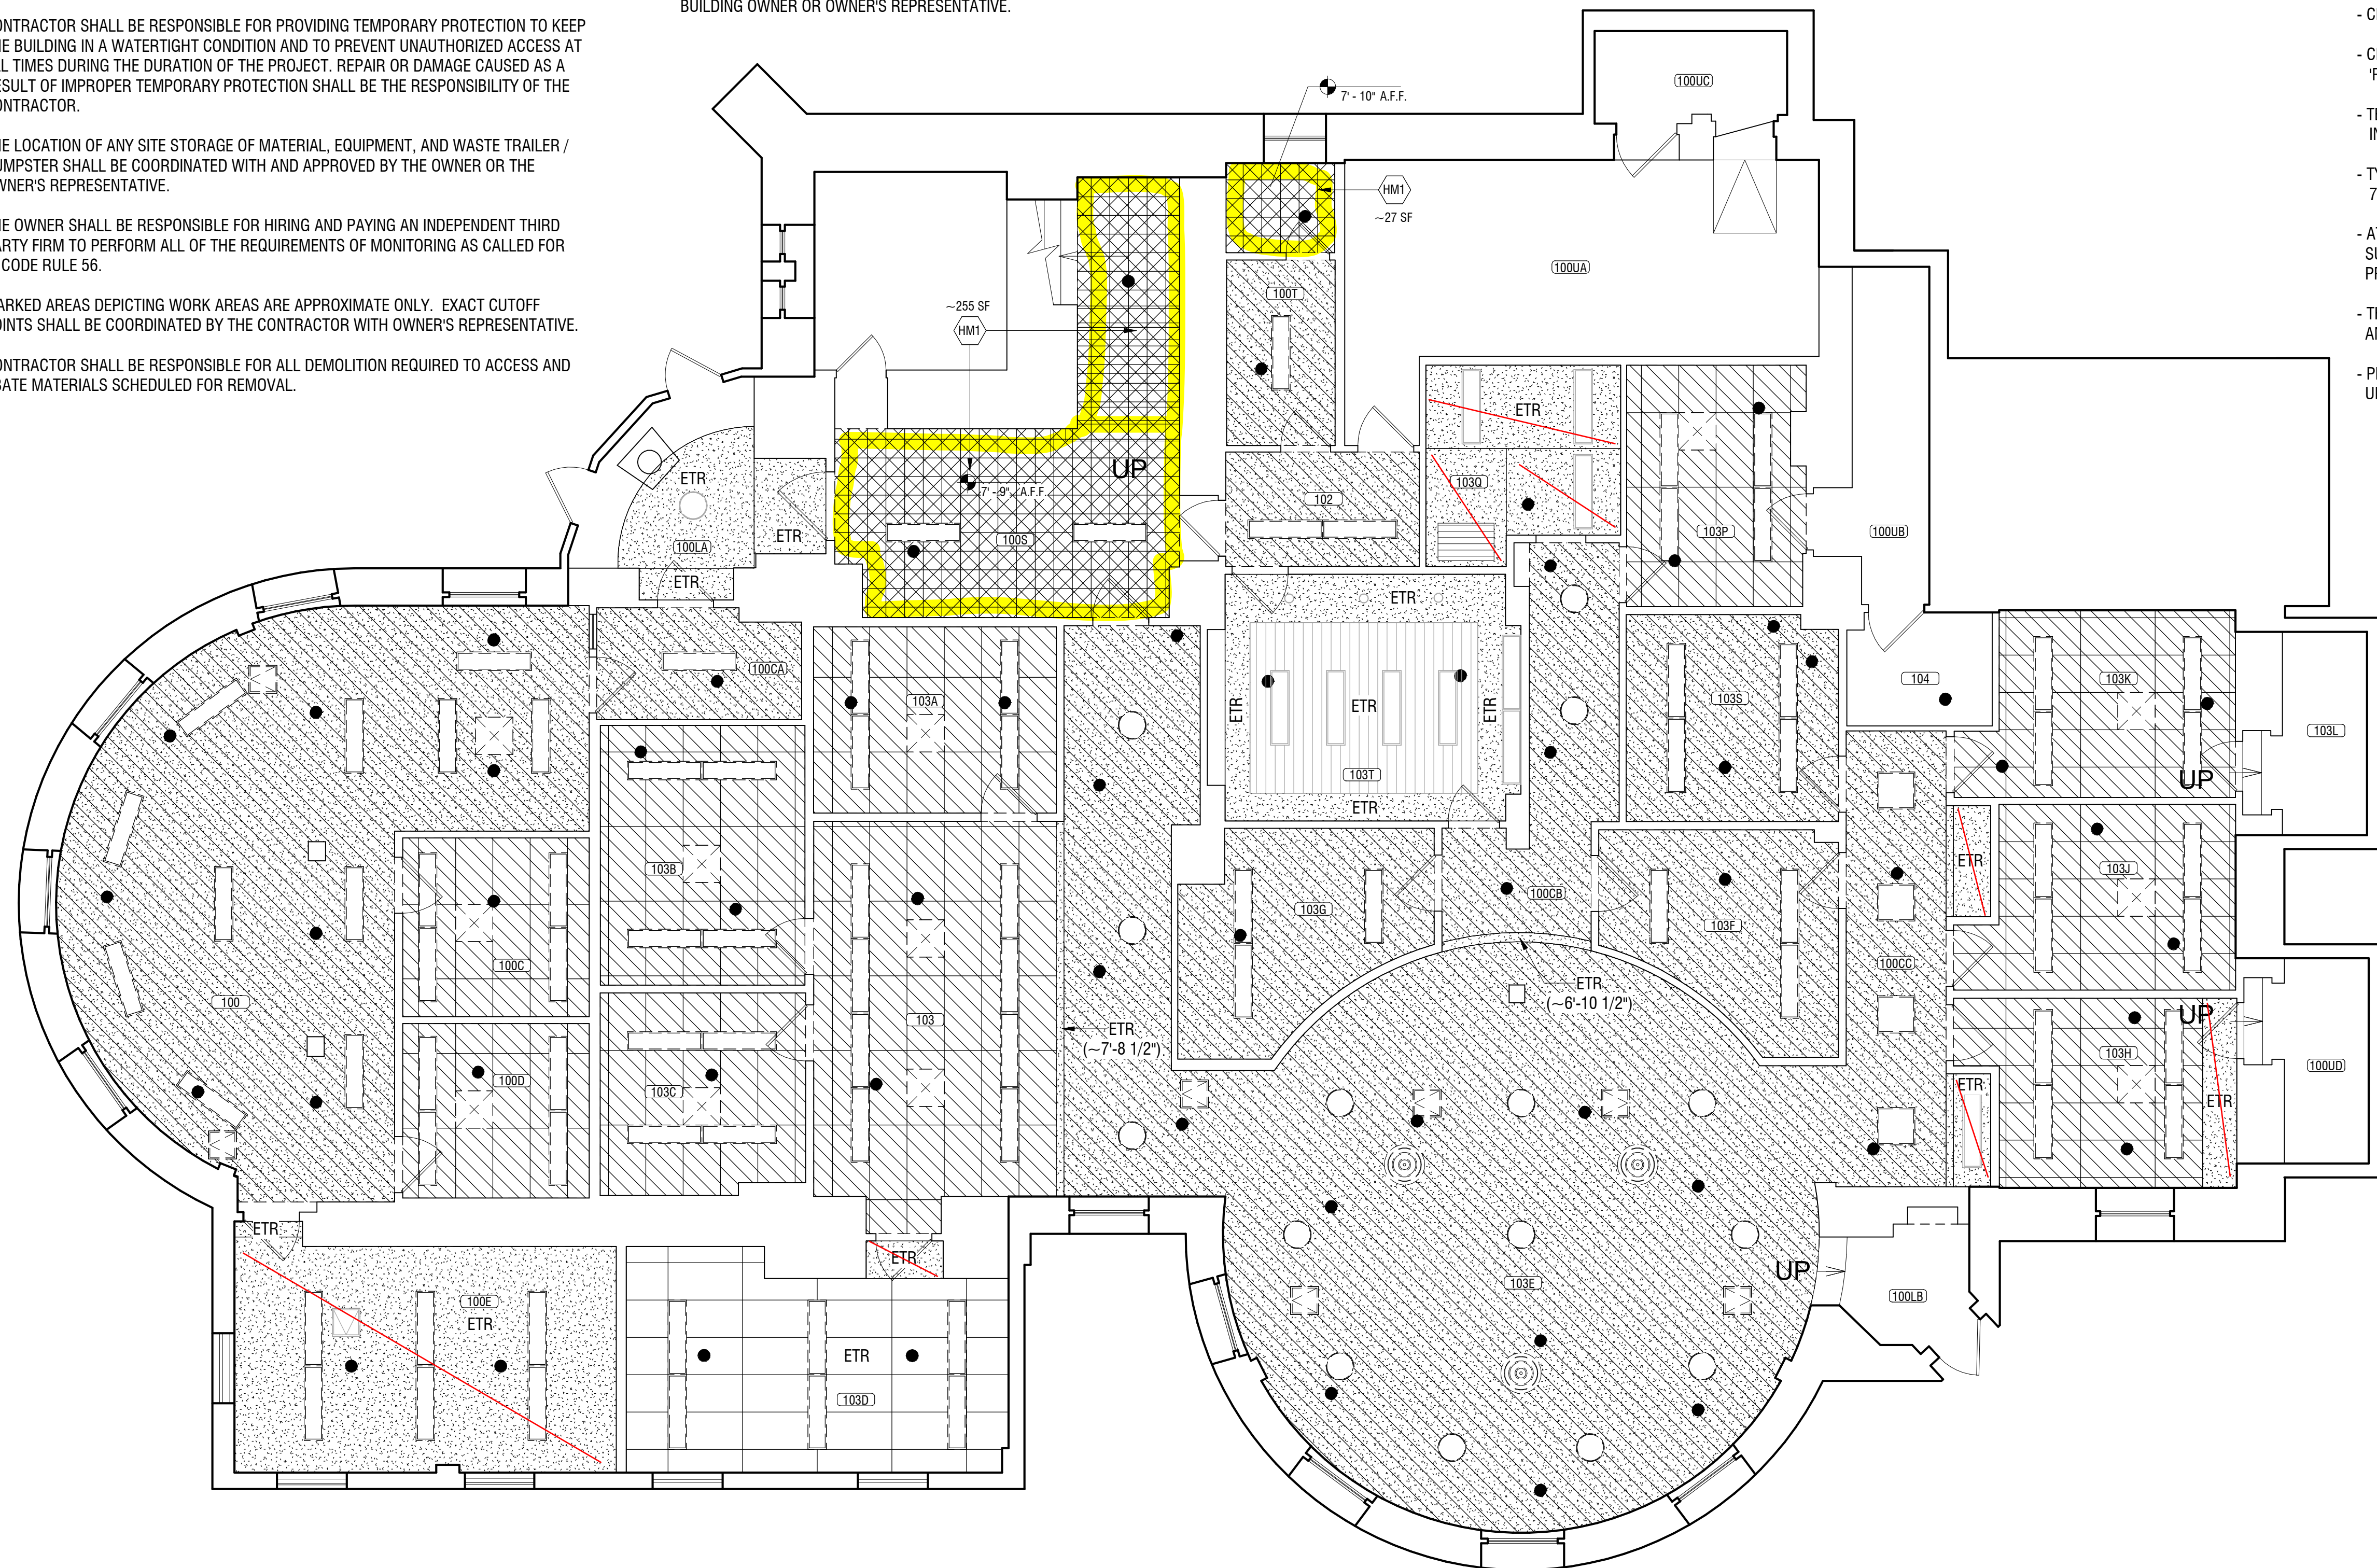 BUILDING OWNER OR OWNER'S REPRESENTATIVE.
ONTRACTOR SHALL BE RESPONSIBLE FOR PROVIDING TEMPORARY PROTECTION TO KEEP
HE BUILDING IN A WATERTIGHT CONDITION AND TO PREVENT UNAUTHORIZED ACCESS AT
LL TIMES DURING THE DURATION OF THE PROJECT. REPAIR OR DAMAGE CAUSED AS A
ESULT OF IMPROPER TEMPORARY PROTECTION SHALL BE THE RESPONSIBILITY OF THE
ONTRACTOR.
HE LOCATION OF ANY SITE STORAGE OF MATERIAL, EQUIPMENT, AND WASTE TRAILER /
UMPSTER SHALL BE COORDINATED WITH AND APPROVED BY THE OWNER OR THE
WNER'S REPRESENTATIVE.
HE OWNER SHALL BE RESPONSIBLE FOR HIRING AND PAYING AN INDEPENDENT THIRD
ARTY FIRM TO PERFORM ALL OF THE REQUIREMENTS OF MONITORING AS CALLED FOR
CODE RULE 56.
ARKED AREAS DEPICTING WORK AREAS ARE APPROXIMATE ONLY. EXACT CUTOFF
OINTS SHALL BE COORDINATED BY THE CONTRACTOR WITH OWNER'S REPRESENTATIVE.
ONTRACTOR SHALL BE RESPONSIBLE FOR ALL DEMOLITION REQUIRED TO ACCESS AND
BATE MATERIALS SCHEDULED FOR REMOVAL.
100UC
7' - 10" A.F.F.
HM1
~27 SF
100UA
100T
~255 SF
HM1
ETR
UP
7' - 9" A.F.F.
ETR
103Q
102
103P
100UB
100S
100LA
ETR
ETR
ETR
100CA
103A
103S
104
103K
103L
ETR
ETR
ETR
103T
UP
ETR
103B
103G
100CB
103F
ETR
103J
100C
100CC
100
ETR
(~6'-10 1/2")
103
ETR
(~7'-8 1/2")
UP
100D
103C
103H
100UD
ETR
ETR
ETR
ETR
UP
103E
100LB
100E
ETR
ETR
103D